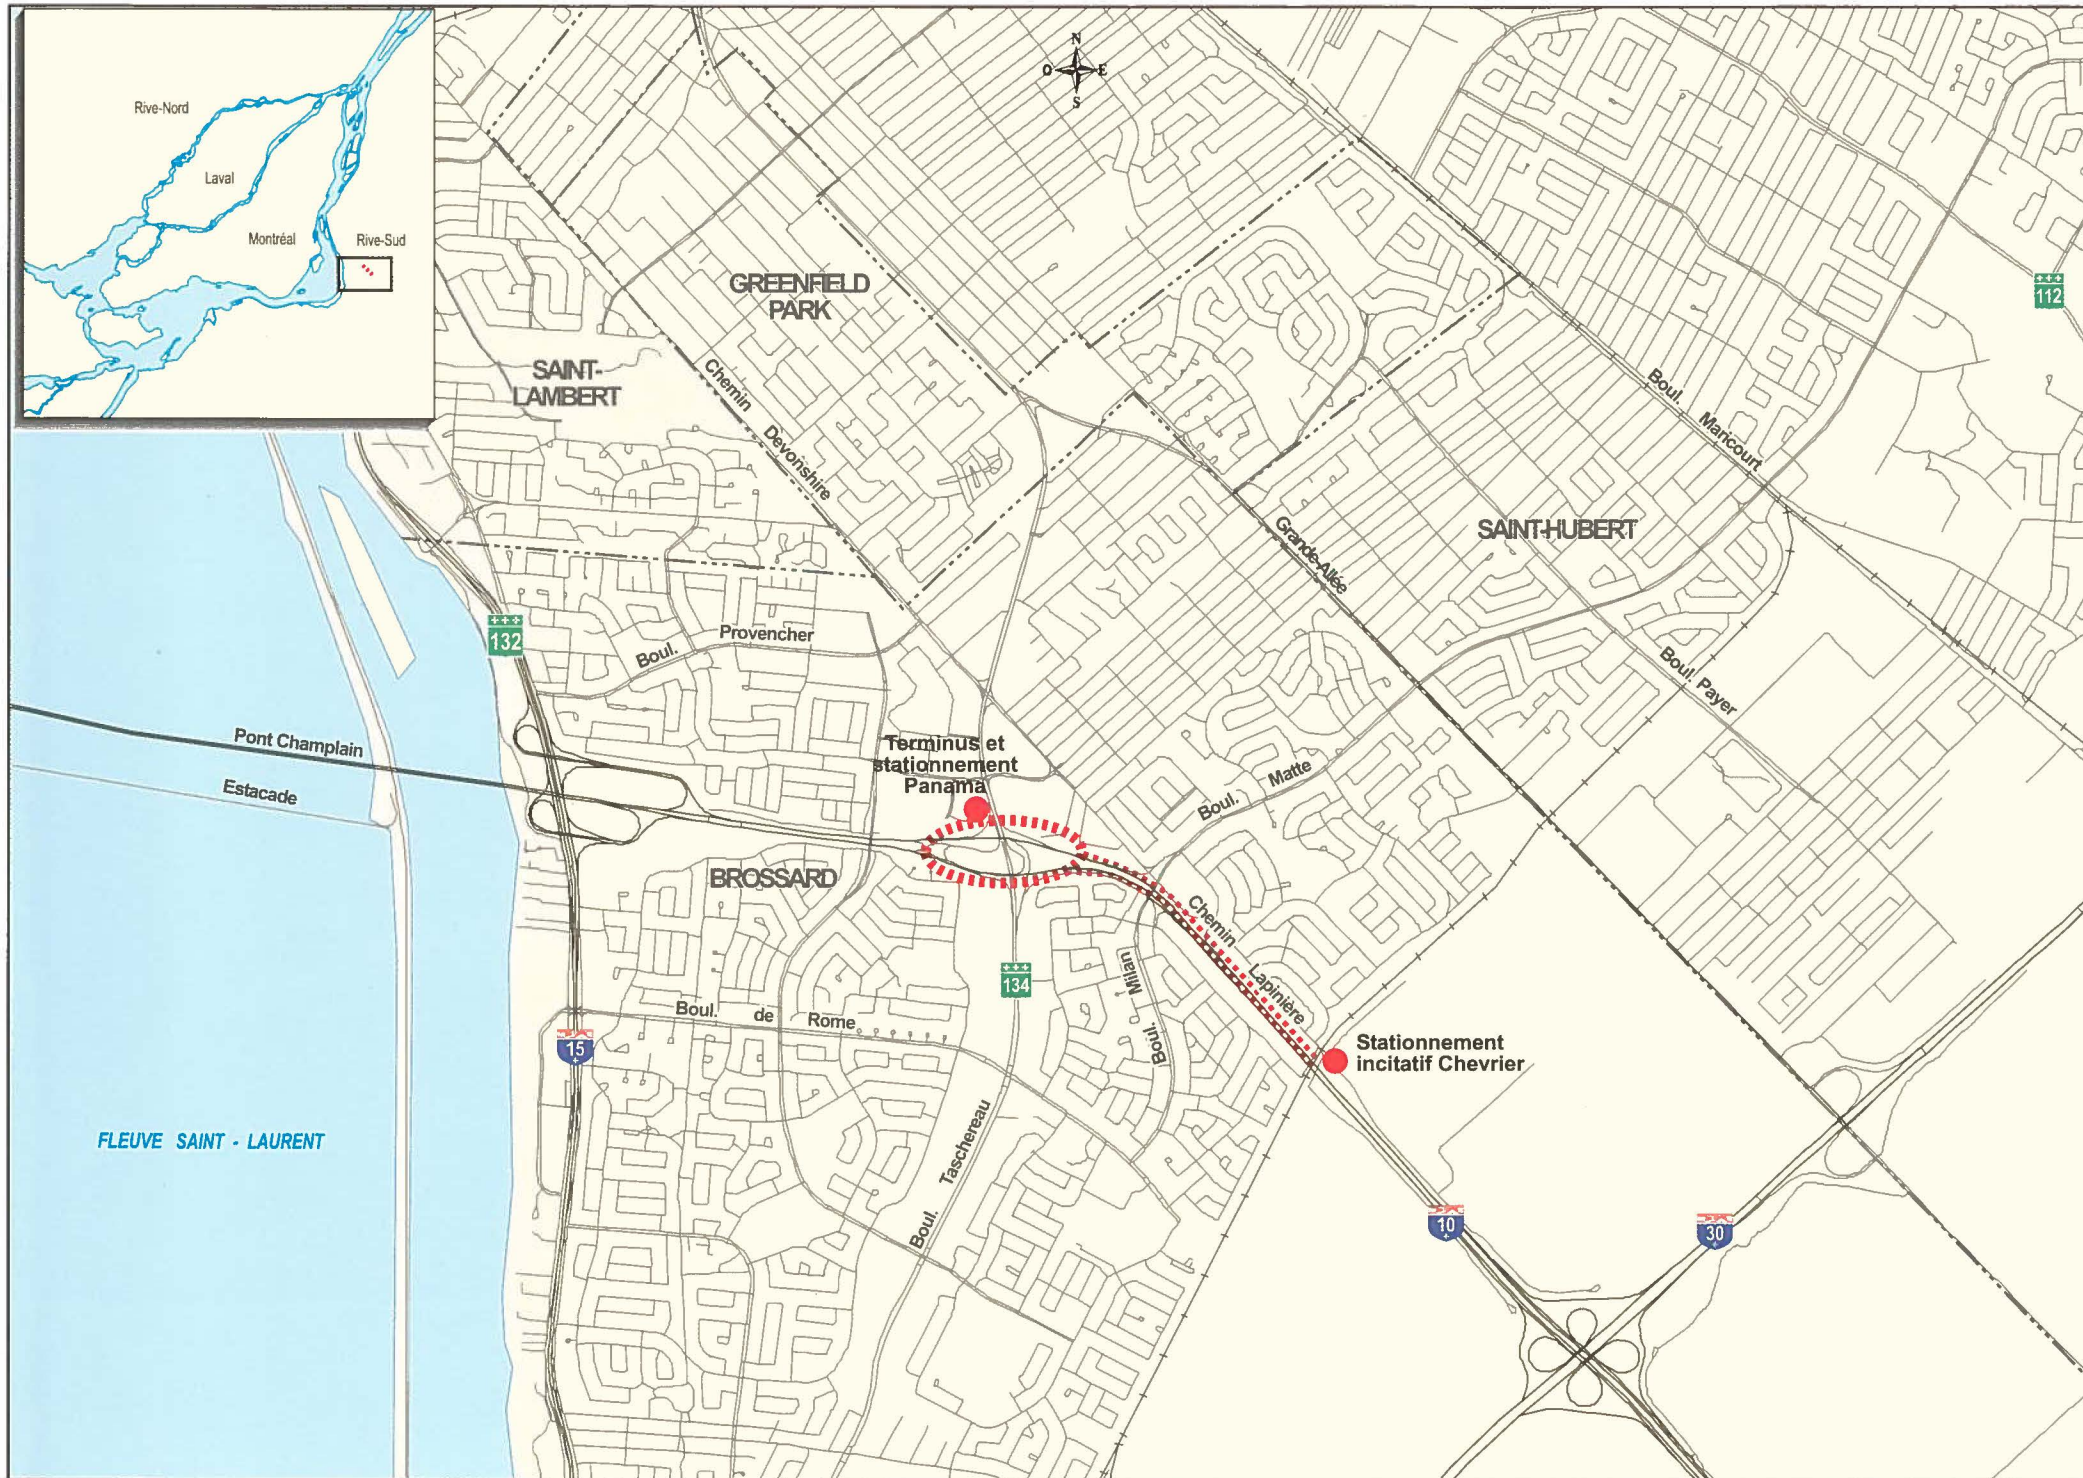 N
O
E
S
Rive-Nord
Laval
Montréal
Rive-Sud
GREENFIELD
PARK
112
SAINT-
LAMBERT
Chemin
Devonshire
Boul.
Maricourt
SAINT-HUBERT
Grande-Allée
132
Boul.
Provencher
Boul. Payer
Pont Champlain
Estacade
Terminus et
stationnement
Panama
Boul.
Matte
BROSSARD
Chemin
Lapinière
134
Boul.
Milan
Boul.
de
Rome
15
Stationnement
incitatif Chevrier
FLEUVE SAINT - LAURENT
Boul.
Taschereau
10
30